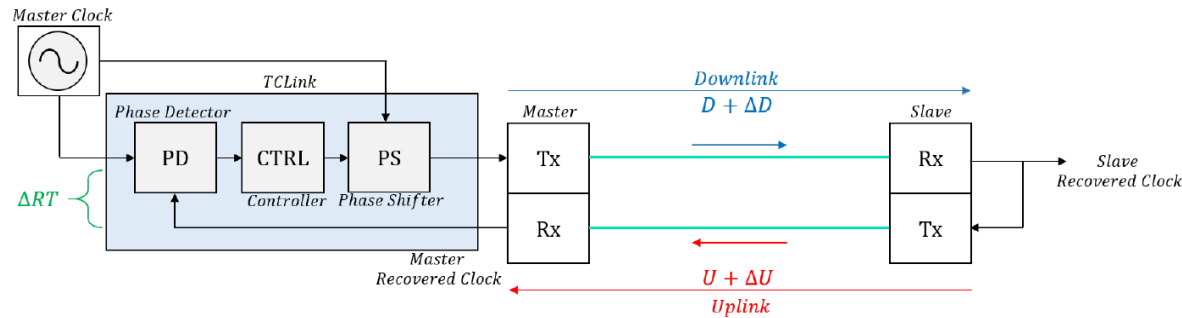 Master Clock
TCLink
Downlink
D + ΔD
Phase Detector
Master
Slave
PD
CTRL
PS
Tx
Rx
Slave
Recovered Clock
Controller
Phase Shifter
ΔRT
Rx
Tx
Master
Recovered Clock
U + ΔU
Uplink